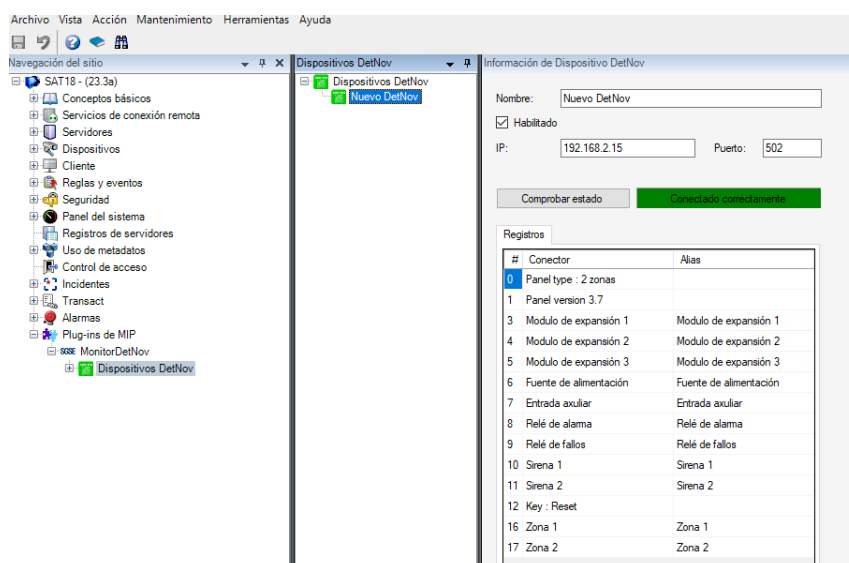 Archivo Vista Acción Mantenimiento Herramientas Ayuda
Navegación del sitio
SAT18 - (23.3a)
Conceptos básicos
Servicios de conexión remota
Servidores
Dispositivos
Cliente
Reglas y eventos
Seguridad
Panel del sistema
Registros de servidores
Uso de metadatos
Control de acceso
Incidentes
Transact
Alarmas
Plug-ins de MIP
SGSE MonitorDetNov
Dispositivos DetNov
Dispositivos DetNov
Dispositivos DetNov
Nuevo DetNov
Información de Dispositivo DetNov
Nombre: Nuevo DetNov
Habilitado
IP: 192.168.2.15 Puerto: 502
Comprobar estado Conectado correctamente
Registros
# Conector Alias
0 Panel type : 2 zonas
1 Panel version 3.7
3 Modulo de expansión 1 Modulo de expansión 1
4 Modulo de expansión 2 Modulo de expansión 2
5 Modulo de expansión 3 Modulo de expansión 3
6 Fuente de alimentación Fuente de alimentación
7 Entrada axuliar Entrada axuliar
8 Relé de alarma Relé de alarma
9 Relé de fallos Relé de fallos
10 Sirena 1 Sirena 1
11 Sirena 2 Sirena 2
12 Key : Reset
16 Zona 1 Zona 1
17 Zona 2 Zona 2